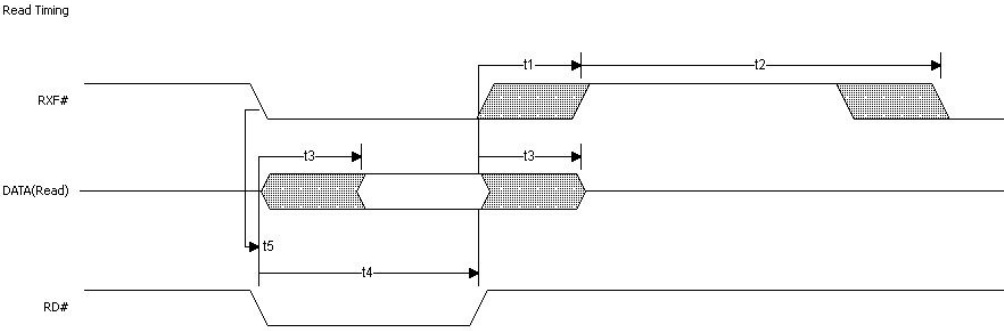 Read Timing
t1
t2
RXF#
t3
t3
DATA(Read)
t5
t4
RD#